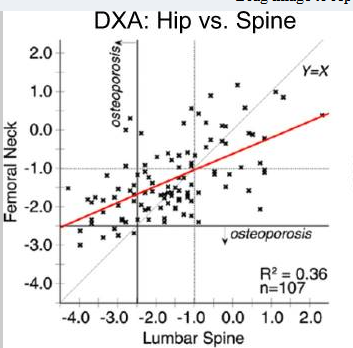 DXA: Hip vs. Spine
2.0
1.0
0.0
-1.0
-2.0
-3.0
-4.0
Femoral Neck
osteoporosis
Y=X
osteoporosis
R² = 0.36
n=107
-4.0 -3.0 -2.0 -1.0 0.0 1.0 2.0
Lumbar Spine